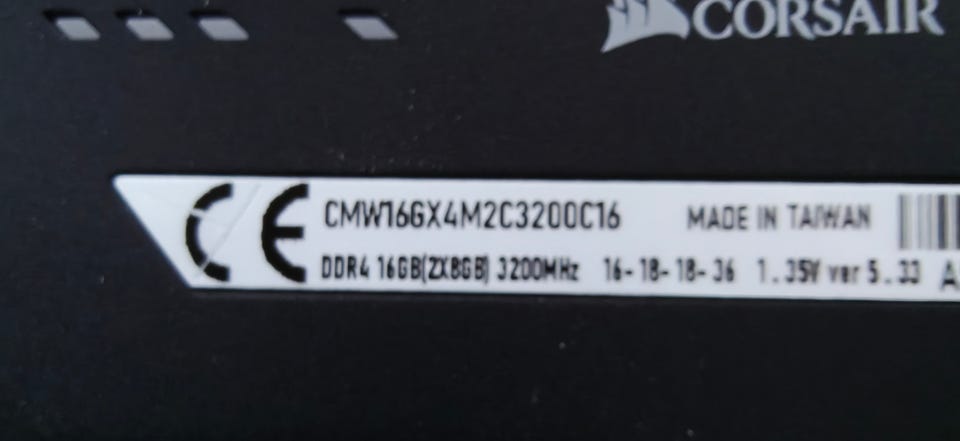 CORSAIR
CE CMW16GX4M2C3200C16 MADE IN TAIWAN
DDR4 16GB(2X8GB) 3200MHz 16-18-18-36 1.35V ver 5.33